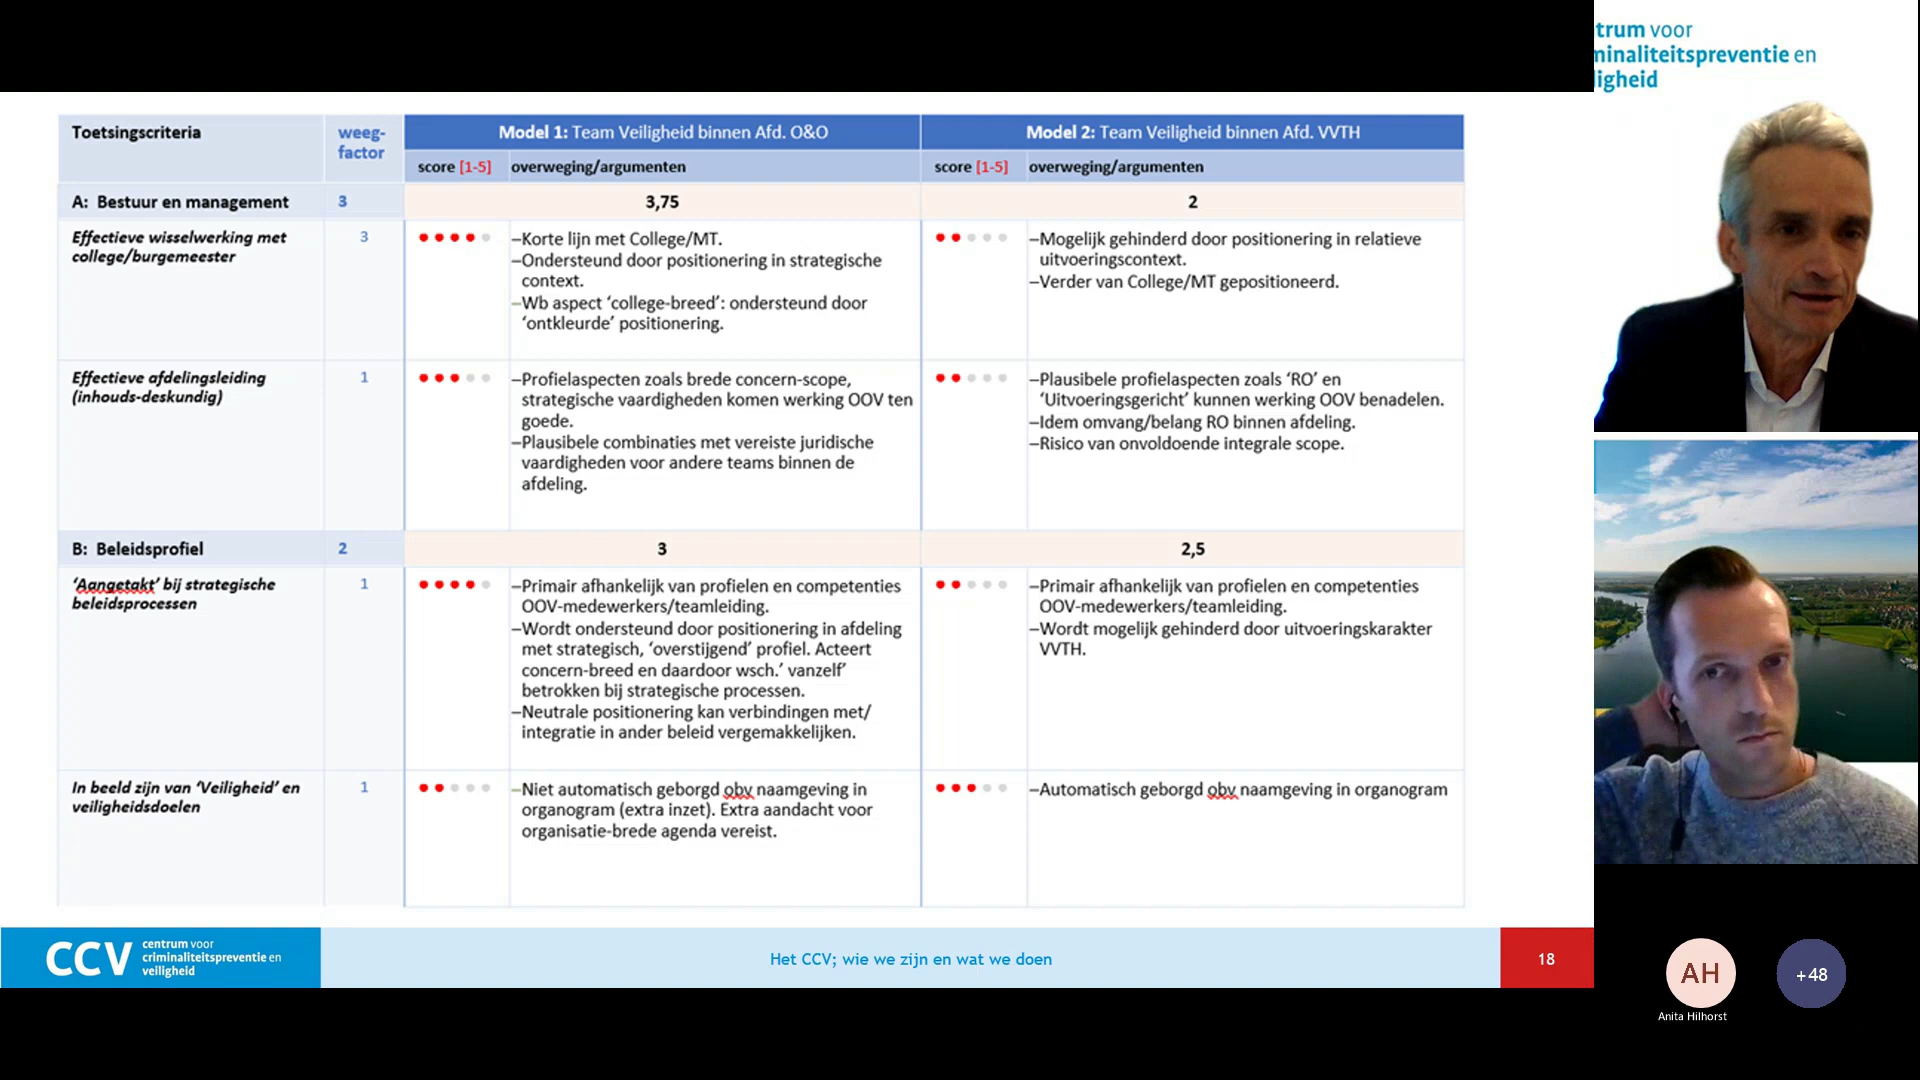 Toetsingscriteria
weeg-
factor
Model 1: Team Veiligheid binnen Afd. O&O
Model 2: Team Veiligheid binnen Afd. VVTH
score [1-5]
overweging/argumenten
score [1-5]
overweging/argumenten
A: Bestuur en management
3
3,75
2
Effectieve wisselwerking met
college/burgemeester
3
–Korte lijn met College/MT.
–Ondersteund door positionering in strategische
context.
–Wb aspect ‘college-breed’: ondersteund door
‘ontkleurde’ positionering.
–Mogelijk gehinderd door positionering in relatieve
uitvoeringscontext.
–Verder van College/MT gepositioneerd.
Effectieve afdelingsleiding
(inhouds-deskundig)
1
–Profielaspecten zoals brede concern-scope,
strategische vaardigheden komen werking OOV ten
goede.
–Plausibele combinaties met vereiste juridische
vaardigheden voor andere teams binnen de
afdeling.
–Plausibele profielaspecten zoals ‘RO’ en
‘Uitvoeringsgericht’ kunnen werking OOV benadelen.
–Idem omvang/belang RO binnen afdeling.
–Risico van onvoldoende integrale scope.
B: Beleidsprofiel
2
3
2,5
‘Aangetakt’ bij strategische
beleidsprocessen
1
–Primair afhankelijk van profielen en competenties
OOV-medewerkers/teamleiding.
–Wordt ondersteund door positionering in afdeling
met strategisch, ‘overstijgend’ profiel. Acteert
concern-breed en daardoor wsch.’ vanzelf’
betrokken bij strategische processen.
–Neutrale positionering kan verbindingen met/
integratie in ander beleid vergemakkelijken.
–Primair afhankelijk van profielen en competenties
OOV-medewerkers/teamleiding.
–Wordt mogelijk gehinderd door uitvoeringskarakter
VVTH.
In beeld zijn van ‘Veiligheid’ en
veiligheidsdoelen
1
–Niet automatisch geborgd obv naamgeving in
organogram (extra inzet). Extra aandacht voor
organisatie-brede agenda vereist.
–Automatisch geborgd obv naamgeving in organogram
CCV
centrum voor
criminaliteitspreventie en
veiligheid
Het CCV; wie we zijn en wat we doen
18
trum voor
minaliteitspreventie en
ligheid
AH
+48
Anita Hilhorst